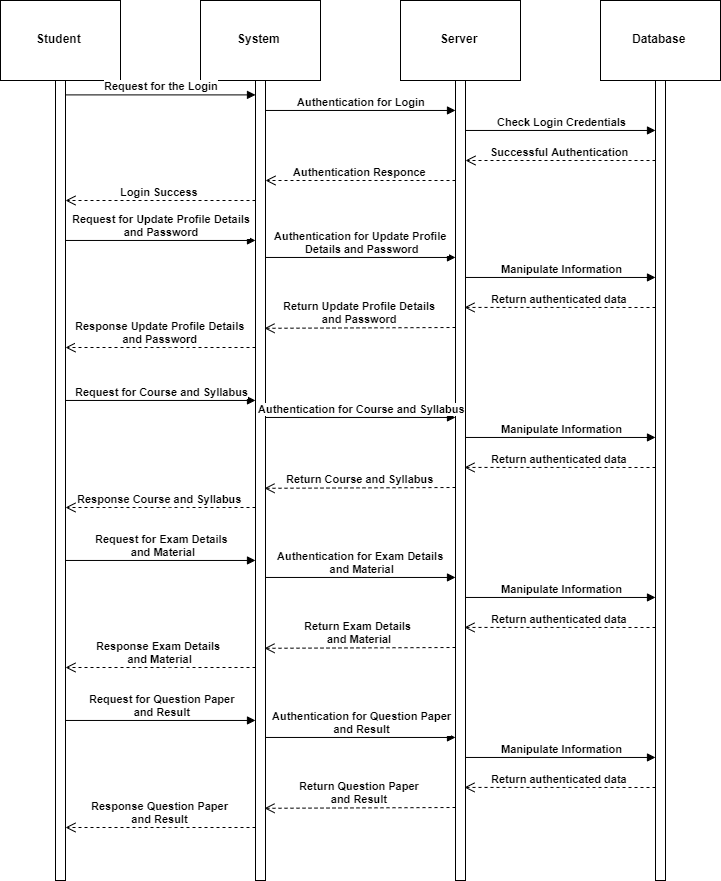 Student
System
Server
Database
Request for the Login
Authentication for Login
Check Login Credentials
Successful Authentication
Authentication Responce
Login Success
Request for Update Profile Details
and Password
Authentication for Update Profile
Details and Password
Manipulate Information
Return authenticated data
Return Update Profile Details
and Password
Response Update Profile Details
and Password
Request for Course and Syllabus
Authentication for Course and Syllabus
Manipulate Information
Return authenticated data
Return Course and Syllabus
Response Course and Syllabus
Request for Exam Details
and Material
Authentication for Exam Details
and Material
Manipulate Information
Return authenticated data
Return Exam Details
and Material
Response Exam Details
and Material
Request for Question Paper
and Result
Authentication for Question Paper
and Result
Manipulate Information
Return authenticated data
Return Question Paper
and Result
Response Question Paper
and Result